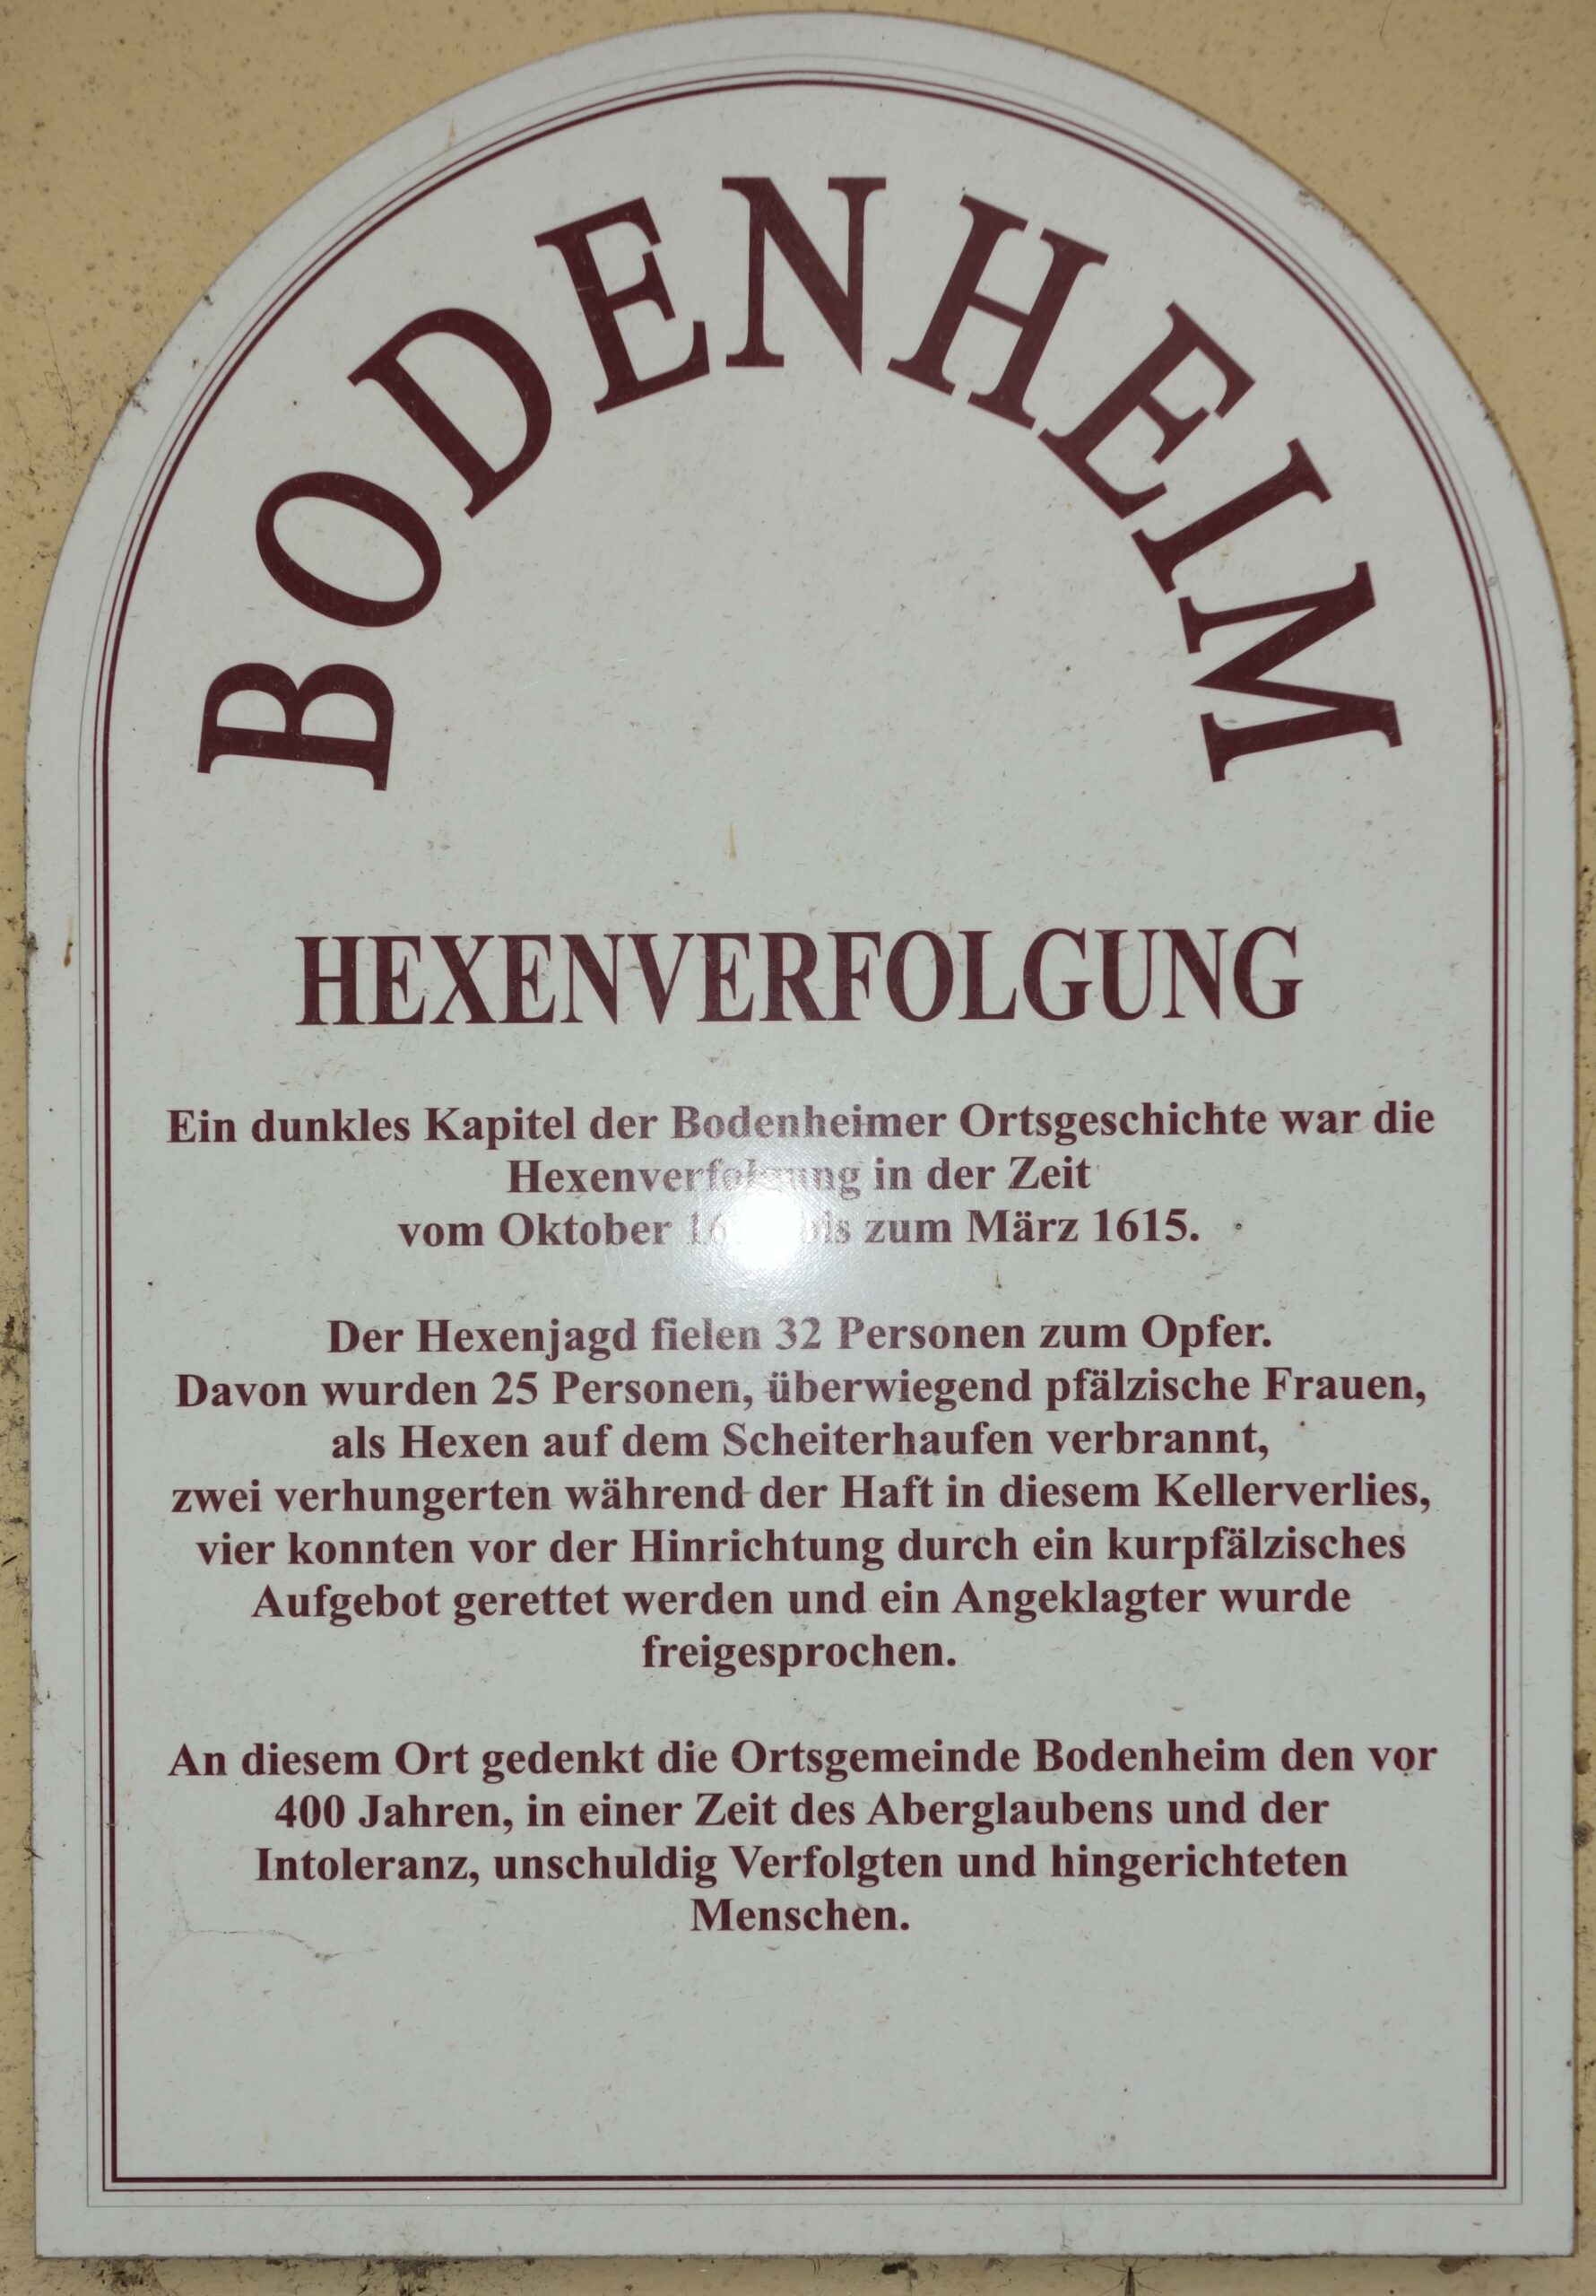 BODENHEIM
HEXENVERFOLGUNG
Ein dunkles Kapitel der Bodenheimer Ortsgeschichte war die
Hexenverfolgung in der Zeit
vom Oktober bis zum März 1615.
Der Hexenjagd fielen 32 Personen zum Opfer.
Davon wurden 25 Personen, überwiegend pfälzische Frauen,
als Hexen auf dem Scheiterhaufen verbrannt,
zwei verhungerten während der Haft in diesem Kellerverlies,
vier konnten vor der Hinrichtung durch ein kurpfälzisches
Aufgebot gerettet werden und ein Angeklagter wurde
freigesprochen.
An diesem Ort gedenkt die Ortsgemeinde Bodenheim den vor
400 Jahren, in einer Zeit des Aberglaubens und der
Intoleranz, unschuldig Verfolgten und hingerichteten
Menschen.